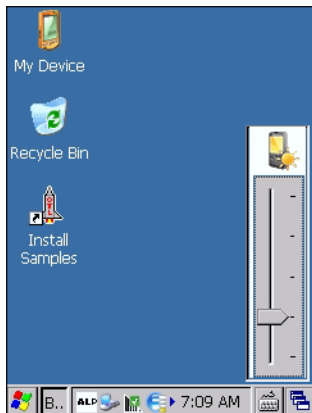 My Device
Recycle Bin
Install
Samples
B..
ALP
7:09 AM